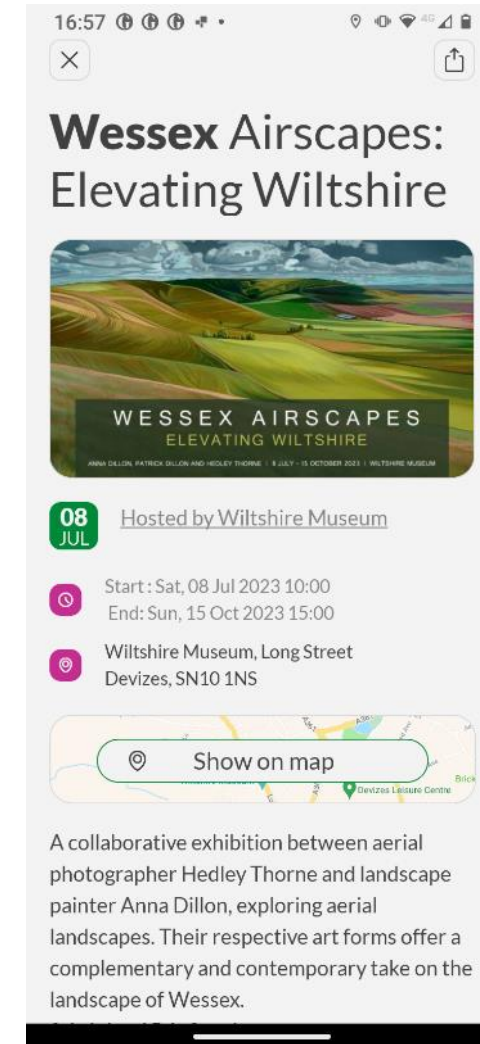 16:57
4G
Wessex Airscapes:
Elevating Wiltshire
WESSEX AIRSCAPES
ELEVATING WILTSHIRE
ANNA DILLON, PATRICK DILLON AND HEDLEY THORNE | 8 JULY - 15 OCTOBER 2023 | WILTSHIRE MUSEUM
08
JUL
Hosted by Wiltshire Museum
Start : Sat, 08 Jul 2023 10:00
End: Sun, 15 Oct 2023 15:00
Wiltshire Museum, Long Street
Devizes, SN10 1NS
A361
Show on map
Brick
Devizes Leisure Centre
A collaborative exhibition between aerial
photographer Hedley Thorne and landscape
painter Anna Dillon, exploring aerial
landscapes. Their respective art forms offer a
complementary and contemporary take on the
landscape of Wessex.